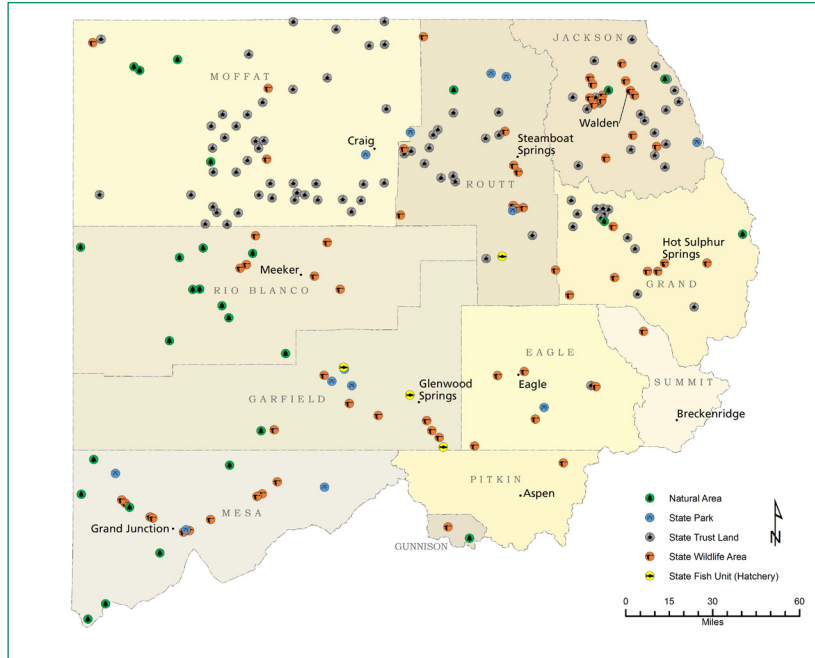 JACKSON
MOFFAT
Walden
Craig
Steamboat
Springs
ROUTT
Hot Sulphur
Springs
Meeker
GRAND
RIO BLANCO
EAGLE
Eagle
SUMMIT
Glenwood
Springs
GARFIELD
Breckenridge
PITKIN
Aspen
MESA
Grand Junction
GUNNISON
Natural Area
State Park
State Trust Land
State Wildlife Area
State Fish Unit (Hatchery)
N
0 15 30 60
Miles